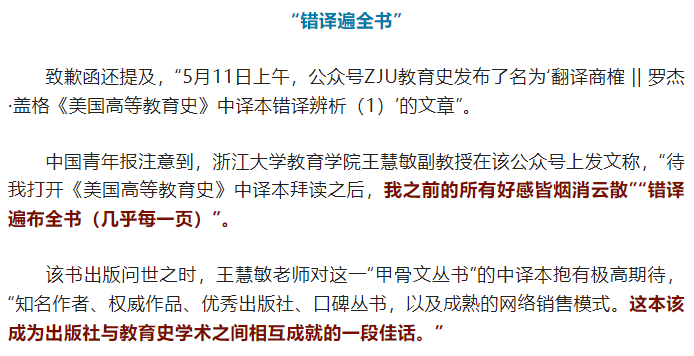 “错译遍全书”
致歉函还提及，“5月11日上午，公众号ZJU教育史发布了名为‘翻译商榷 || 罗杰
·盖格《美国高等教育史》中译本错译辨析（1）’的文章”。
中国青年报注意到，浙江大学教育学院王慧敏副教授在该公众号上发文称，“待
我打开《美国高等教育史》中译本拜读之后，我之前的所有好感皆烟消云散”“错译
遍布全书（几乎每一页）”。
该书出版问世之时，王慧敏老师对这一“甲骨文丛书”的中译本抱有极高期待，
“知名作者、权威作品、优秀出版社、口碑丛书，以及成熟的网络销售模式。这本该
成为出版社与教育史学术之间相互成就的一段佳话。”